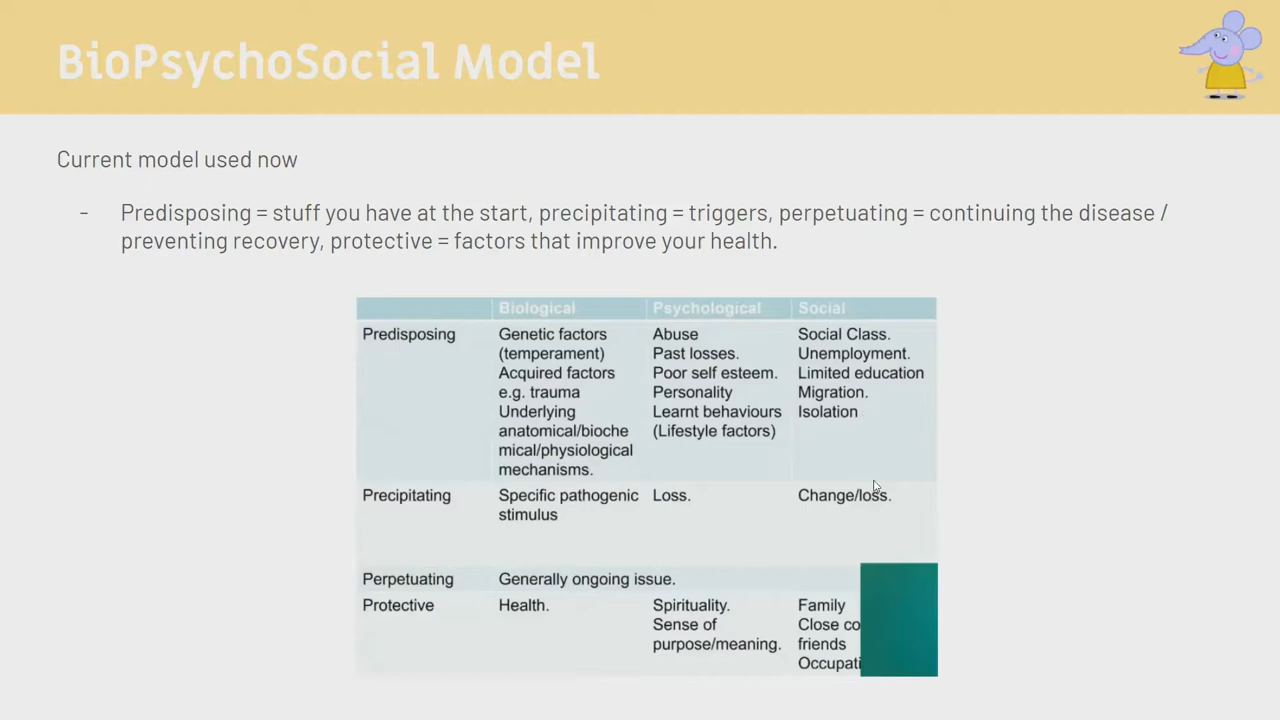 BioPsychoSocial Model
Current model used now
- Predisposing = stuff you have at the start, precipitating = triggers, perpetuating = continuing the disease /
preventing recovery, protective = factors that improve your health.
Biological Psychological Social
Predisposing Genetic factors Abuse Social Class.
(temperament) Past losses. Unemployment.
Acquired factors Poor self esteem. Limited education
e.g. trauma Personality Migration.
Underlying Learnt behaviours Isolation
anatomical/bioche (Lifestyle factors)
mical/physiological
mechanisms.
Precipitating Specific pathogenic Loss. Change/loss.
stimulus
Perpetuating Generally ongoing issue.
Protective Health. Spirituality. Family
Sense of Close
purpose/meaning. friends